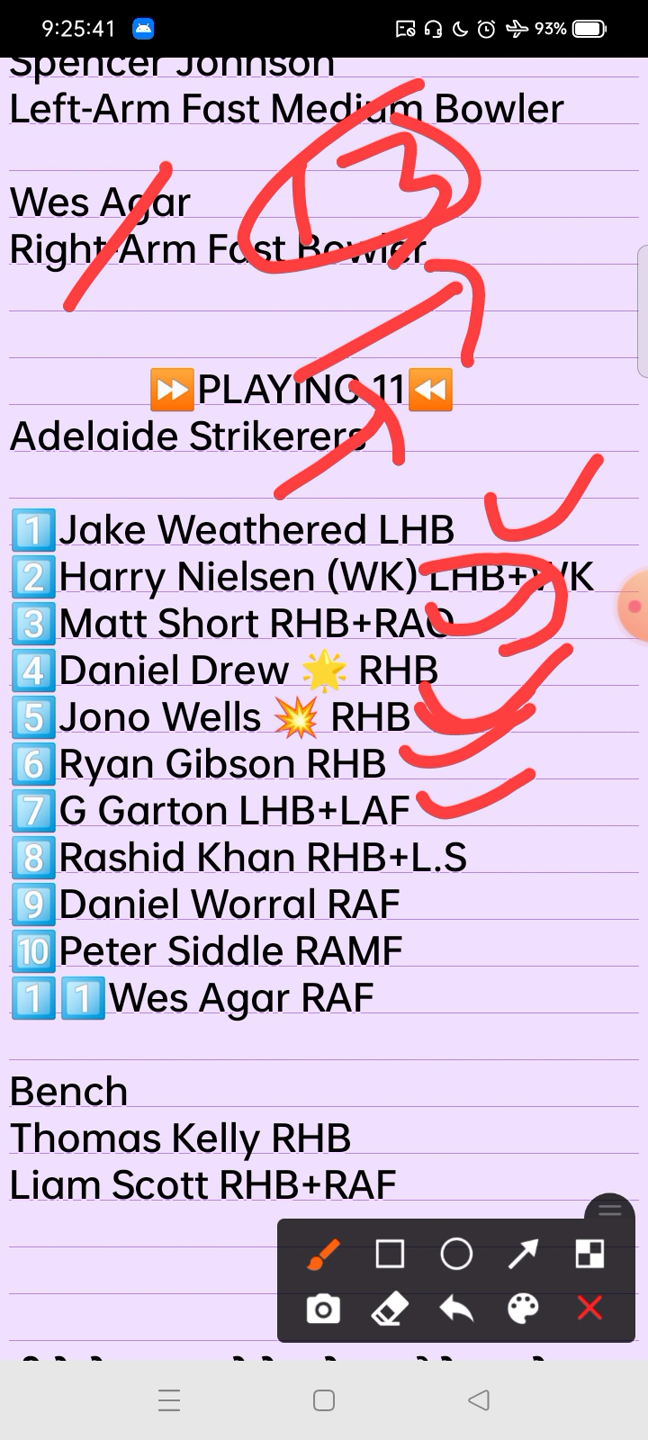 9:25:41
93%
Spencer Johnson
Left-Arm Fast Medium Bowler
Wes Agar
Right-Arm Fast Bowler
⏩PLAYING 11⏪
Adelaide Strikerers
1️⃣Jake Weathered LHB
2️⃣Harry Nielsen (WK) LHB+WK
3️⃣Matt Short RHB+RAO
4️⃣Daniel Drew 🌟 RHB
5️⃣Jono Wells 💥 RHB
6️⃣Ryan Gibson RHB
7️⃣G Garton LHB+LAF
8️⃣Rashid Khan RHB+L.S
9️⃣Daniel Worral RAF
🔟Peter Siddle RAMF
1️⃣1️⃣Wes Agar RAF
Bench
Thomas Kelly RHB
Liam Scott RHB+RAF